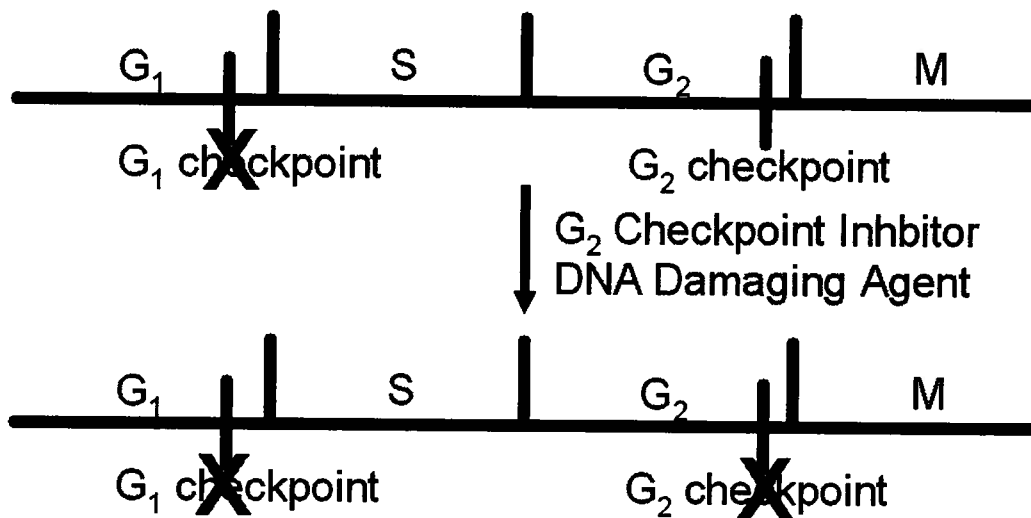 G₁ S G₂ M
G₁ checkpoint G₂ checkpoint
G₂ Checkpoint Inhbitor
DNA Damaging Agent
G₁ S G₂ M
G₁ checkpoint G₂ checkpoint